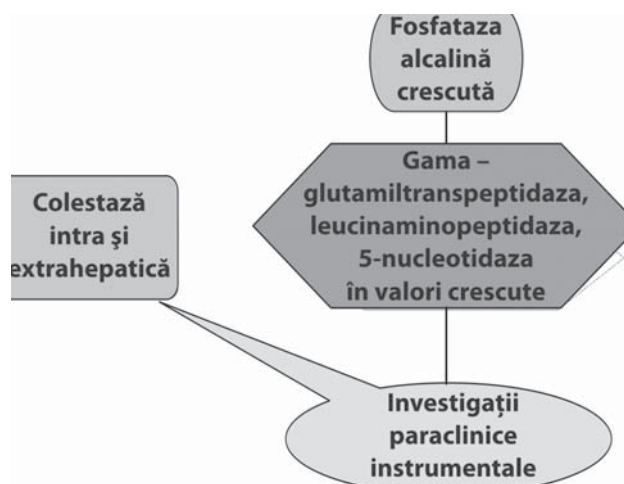 Fosfataza
alcalină
crescută
Gama –
glutamiltranspeptidaza,
leucinaminopeptidaza,
5-nucleotidaza
în valori crescute
Colestază
intra şi
extrahepatică
Investigaţii
paraclinice
instrumentale